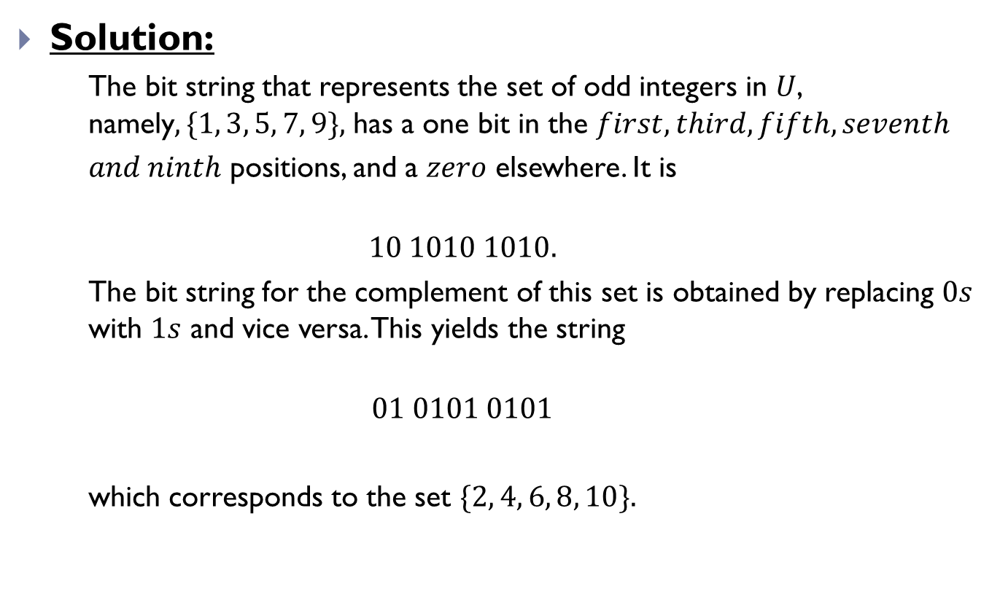 Solution:
The bit string that represents the set of odd integers in U,
namely, {1, 3, 5, 7, 9}, has a one bit in the first, third, fifth, seventh
and ninth positions, and a zero elsewhere. It is
10 1010 1010.
The bit string for the complement of this set is obtained by replacing 0s
with 1s and vice versa. This yields the string
01 0101 0101
which corresponds to the set {2, 4, 6, 8, 10}.